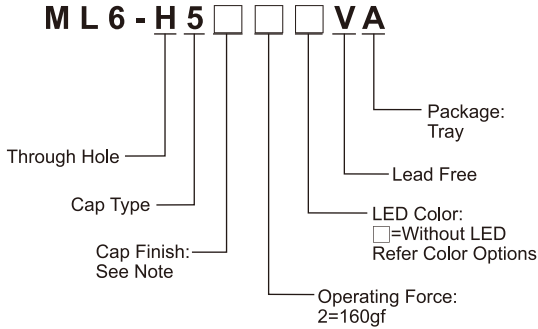 ML6-H5□□□VA
Package:
Tray
Through Hole
Lead Free
Cap Type
LED Color:
□=Without LED
Refer Color Options
Cap Finish:
See Note
Operating Force:
2=160gf